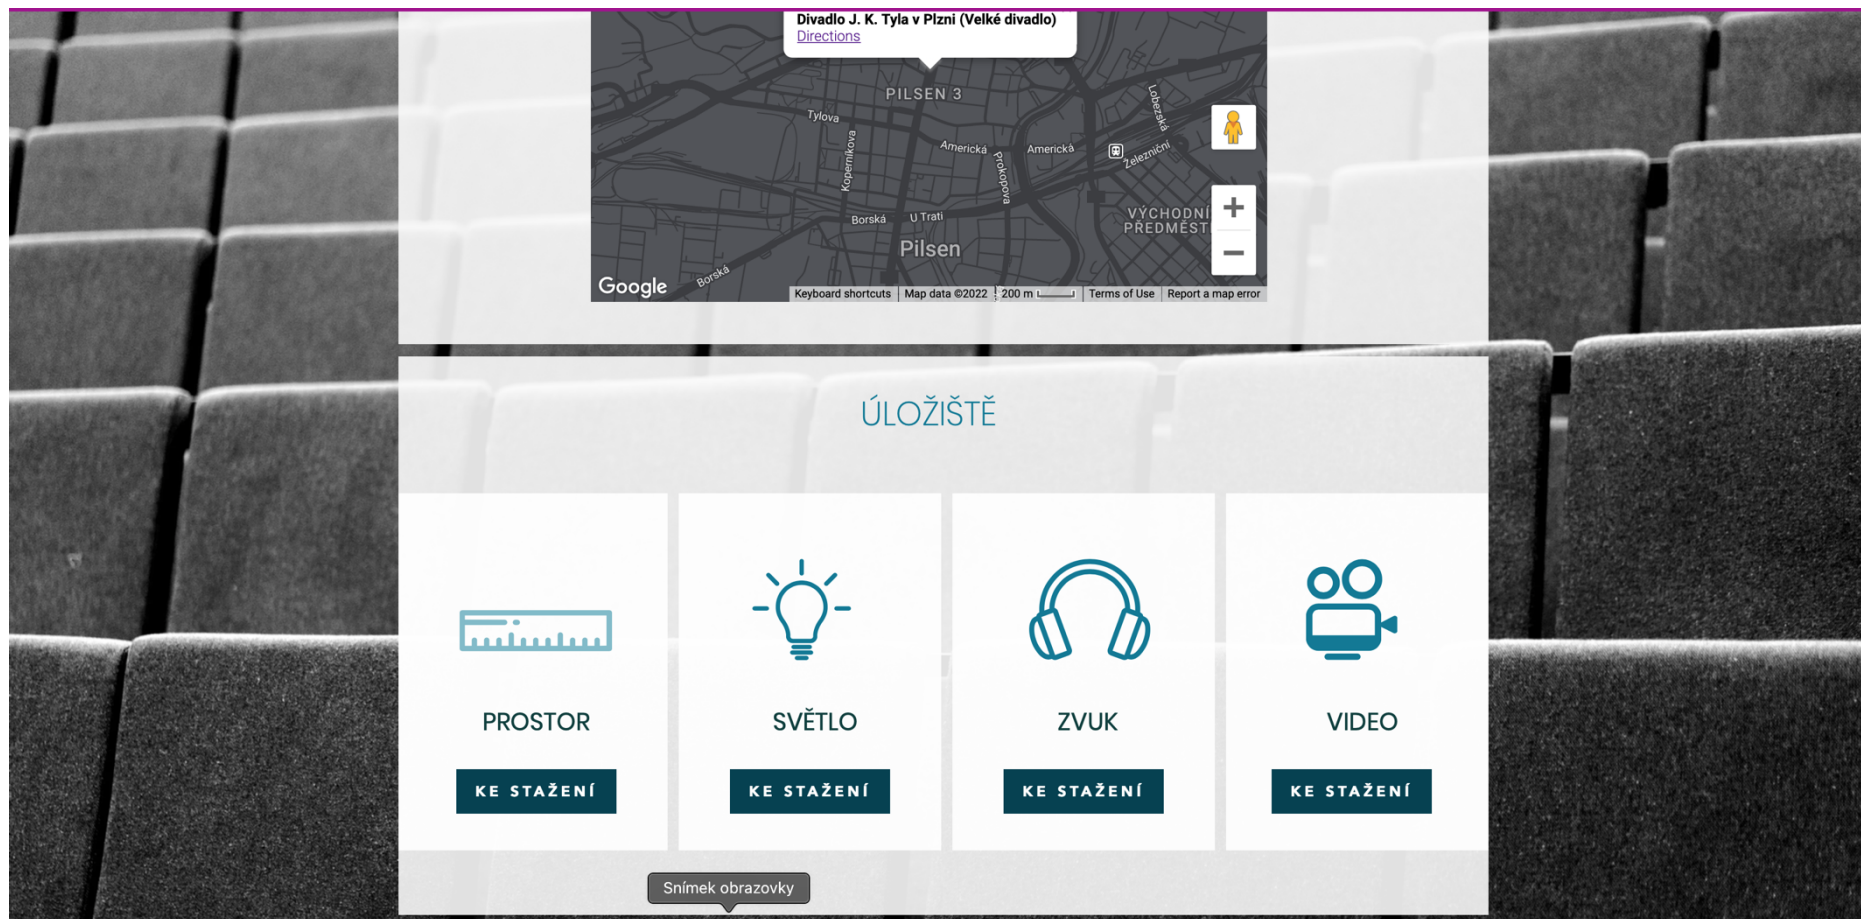 Divadlo J. K. Tyla v Plzni (Velké divadlo)
Directions
PILSEN 3
Lobezská
Tylova
Koperníkova
Americká
Americká
Železniční
Prokopova
Borská
U Trati
VÝCHODNÍ
PŘEDMĚST
Pilsen
Borská
Google
Keyboard shortcuts
Map data ©2022
200 m
Terms of Use
Report a map error
ÚLOŽIŠTĚ
PROSTOR
SVĚTLO
ZVUK
VIDEO
KE STAŽENÍ
KE STAŽENÍ
KE STAŽENÍ
KE STAŽENÍ
Snímek obrazovky